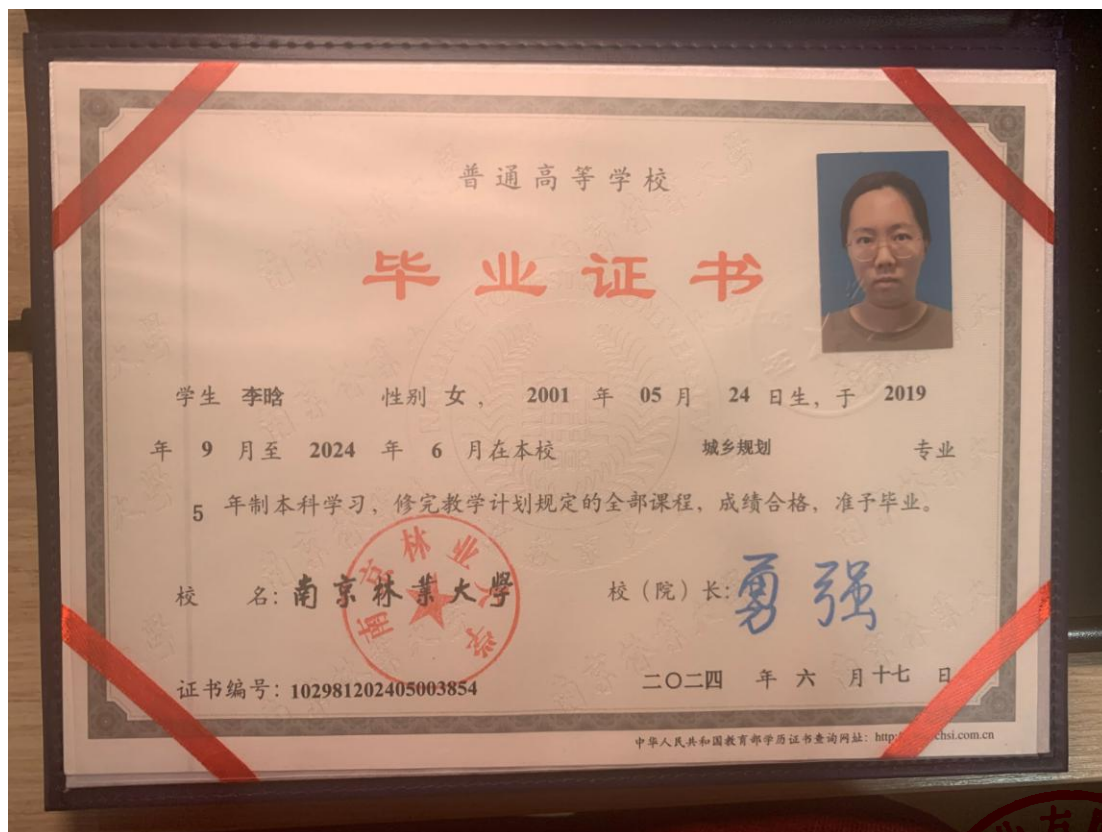 普通高等学校
毕业证书
学生 李晗 性别 女， 2001 年 05 月 24 日生，于 2019
年 9 月至 2024 年 6 月在本校 城乡规划 专业
5 年制本科学习，修完教学计划规定的全部课程，成绩合格，准予毕业。
校 名：南京林業大學 校（院）长：勇强
南京林业大学
证书编号：102981202405003854 二〇二四 年 六 月十七 日
中华人民共和国教育部学历证书查询网址：http:// chsi.com.cn